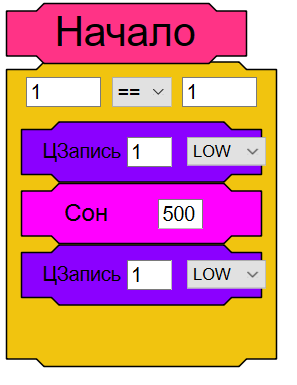 Начало
1 == 1
ЦЗапись 1 LOW
Сон 500
ЦЗапись 1 LOW